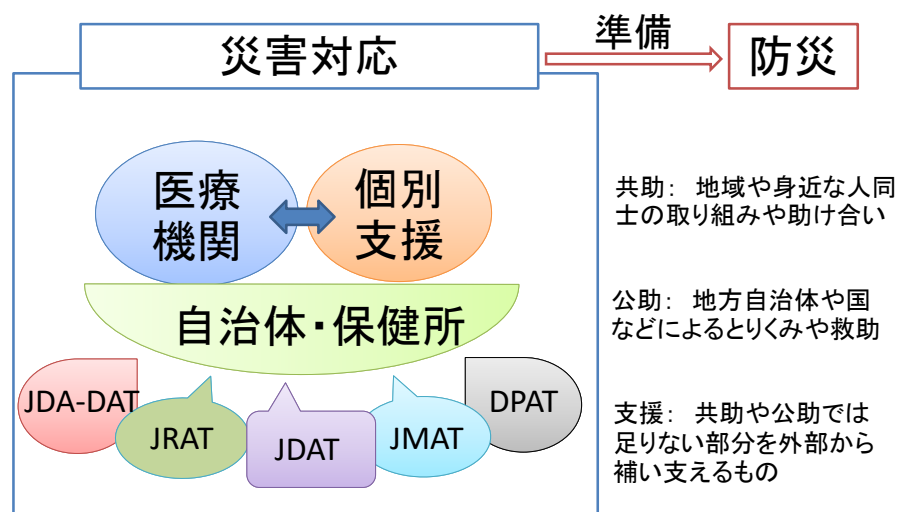 災害対応
準備
防災
医療
機関
個別
支援
自治体・保健所
JDA-DAT
JRAT
JDAT
JMAT
DPAT
共助： 地域や身近な人同
士の取り組みや助け合い
公助： 地方自治体や国
などによるとりくみや救助
支援： 共助や公助では
足りない部分を外部から
補い支えるもの